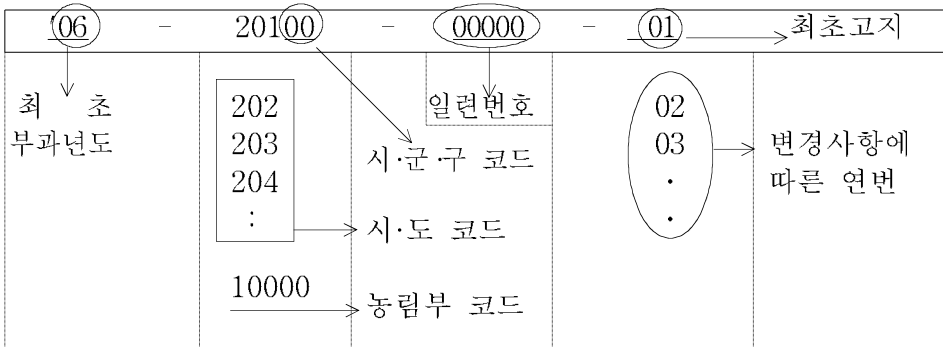 '06 - 20100 - 00000 - 01 최초고지
최 초
부과년도
202
203
204
:
10000
일련번호
시·군·구 코드
시·도 코드
농림부 코드
02
03
·
·
변경사항에
따른 연번